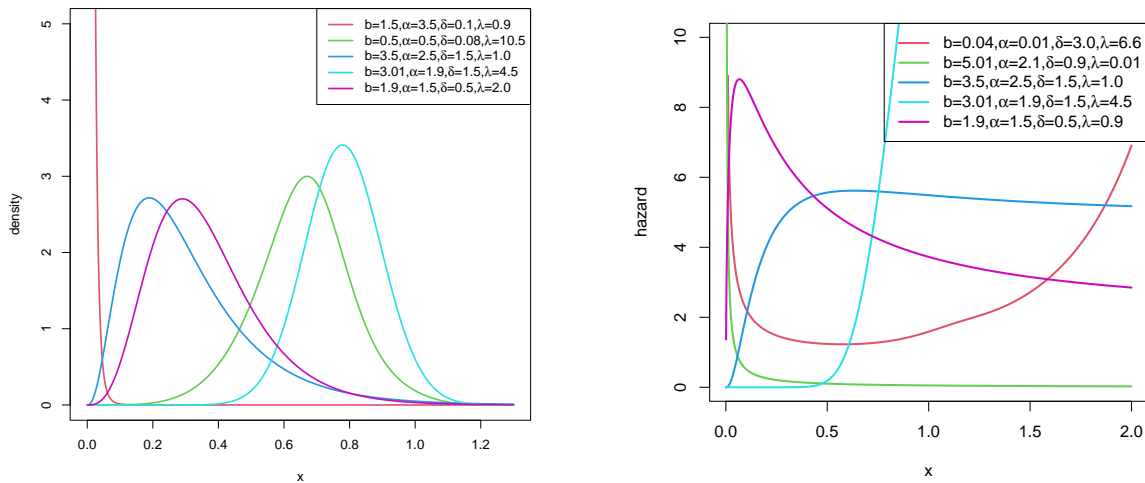 b=1.5,α=3.5,δ=0.1,λ=0.9
b=0.5,α=0.5,δ=0.08,λ=10.5
b=3.5,α=2.5,δ=1.5,λ=1.0
b=3.01,α=1.9,δ=1.5,λ=4.5
b=1.9,α=1.5,δ=0.5,λ=2.0
density
5
4
3
2
1
0
0.0 0.2 0.4 0.6 0.8 1.0 1.2
x
b=0.04,α=0.01,δ=3.0,λ=6.6
b=5.01,α=2.1,δ=0.9,λ=0.01
b=3.5,α=2.5,δ=1.5,λ=1.0
b=3.01,α=1.9,δ=1.5,λ=4.5
b=1.9,α=1.5,δ=0.5,λ=0.9
hazard
10
8
6
4
2
0
0.0 0.5 1.0 1.5 2.0
x